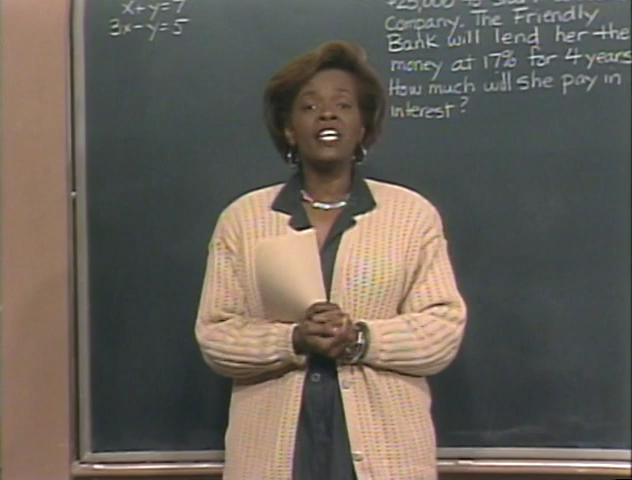 x+y=7
3x-y=5
Company. The Friendly
Bank will lend her the
money at 17% for 4 years
How much will she pay in
interest?